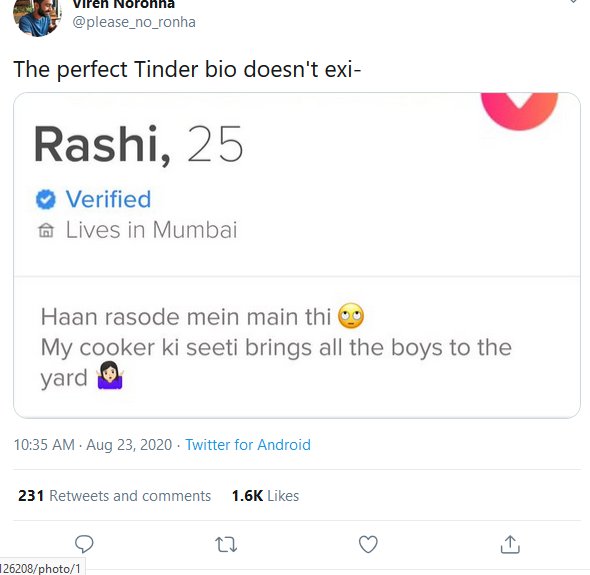 Viren Noronha
@please_no_ronha
The perfect Tinder bio doesn't exi-
Rashi, 25
Verified
Lives in Mumbai
Haan rasode mein main thi 🙄
My cooker ki seeti brings all the boys to the
yard 🤷🏻‍♀️
10:35 AM · Aug 23, 2020 · Twitter for Android
231 Retweets and comments 1.6K Likes
126208/photo/1